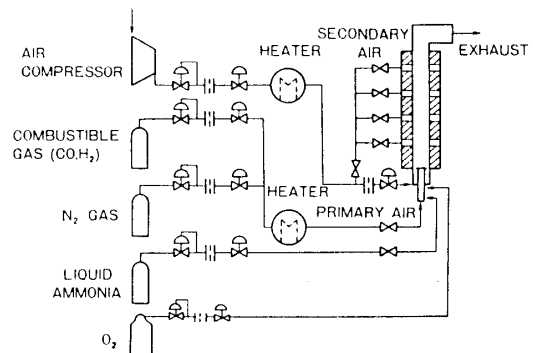 SECONDARY
AIR
EXHAUST
HEATER
AIR
COMPRESSOR
COMBUSTIBLE
GAS (CO,H₂)
HEATER
N₂ GAS
PRIMARY AIR
LIQUID
AMMONIA
O₂